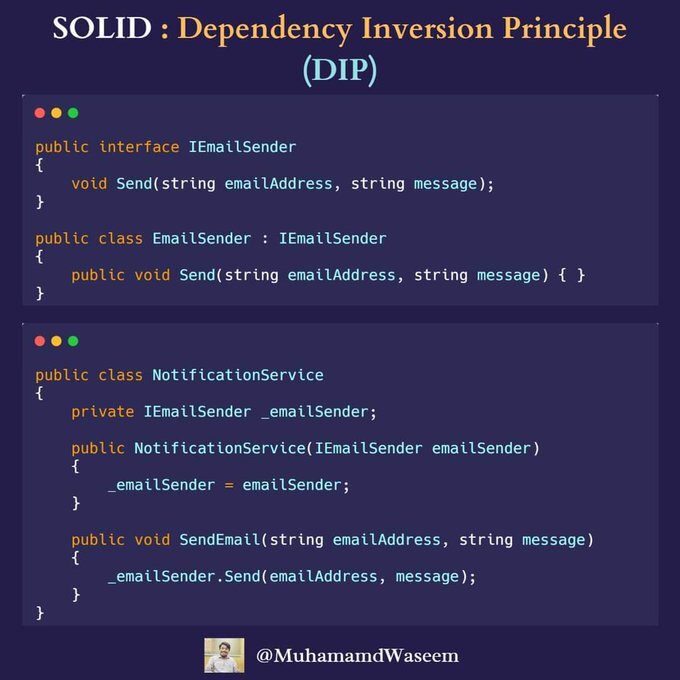 SOLID : Dependency Inversion Principle
(DIP)
public interface IEmailSender
{
    void Send(string emailAddress, string message);
}
public class EmailSender : IEmailSender
{
    public void Send(string emailAddress, string message) { }
}
public class NotificationService
{
    private IEmailSender _emailSender;
    public NotificationService(IEmailSender emailSender)
    {
        _emailSender = emailSender;
    }
    public void SendEmail(string emailAddress, string message)
    {
        _emailSender.Send(emailAddress, message);
    }
}
@MuhamamdWaseem